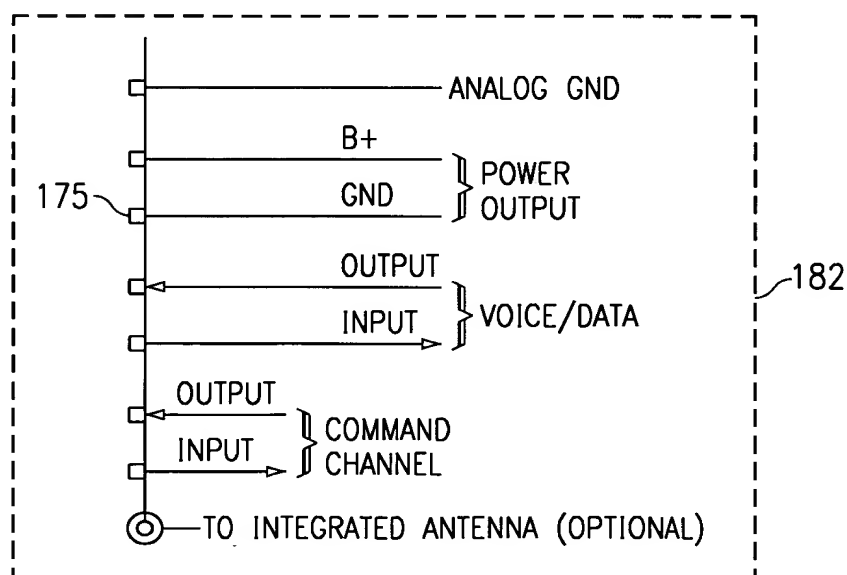 ANALOG GND
B+
POWER
175
GND
OUTPUT
OUTPUT
182
INPUT
VOICE/DATA
OUTPUT
COMMAND
INPUT
CHANNEL
TO INTEGRATED ANTENNA (OPTIONAL)